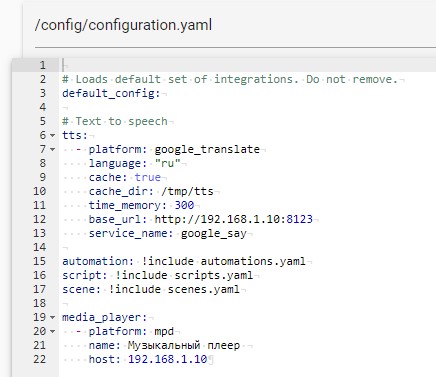 /config/configuration.yaml
1
2 # Loads default set of integrations. Do not remove.
3 default_config:
4
5 # Text to speech
6 tts:
7   - platform: google_translate
8     language: "ru"
9     cache: true
10     cache_dir: /tmp/tts
11     time_memory: 300
12     base_url: http://192.168.1.10:8123
13     service_name: google_say
14
15 automation: !include automations.yaml
16 script: !include scripts.yaml
17 scene: !include scenes.yaml
18
19 media_player:
20   - platform: mpd
21     name: Музыкальный плеер
22     host: 192.168.1.10